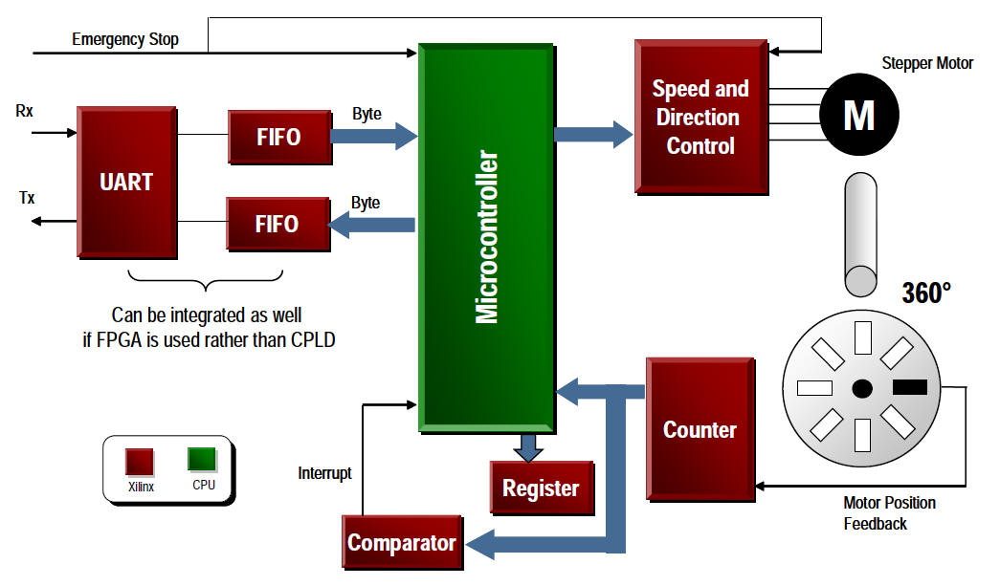 Emergency Stop
Stepper Motor
Rx
Byte
FIFO
Speed and
Direction
Control
M
UART
Microcontroller
Tx
Byte
FIFO
360°
Can be integrated as well
if FPGA is used rather than CPLD
Counter
Interrupt
Register
Xilinx
CPU
Motor Position
Feedback
Comparator